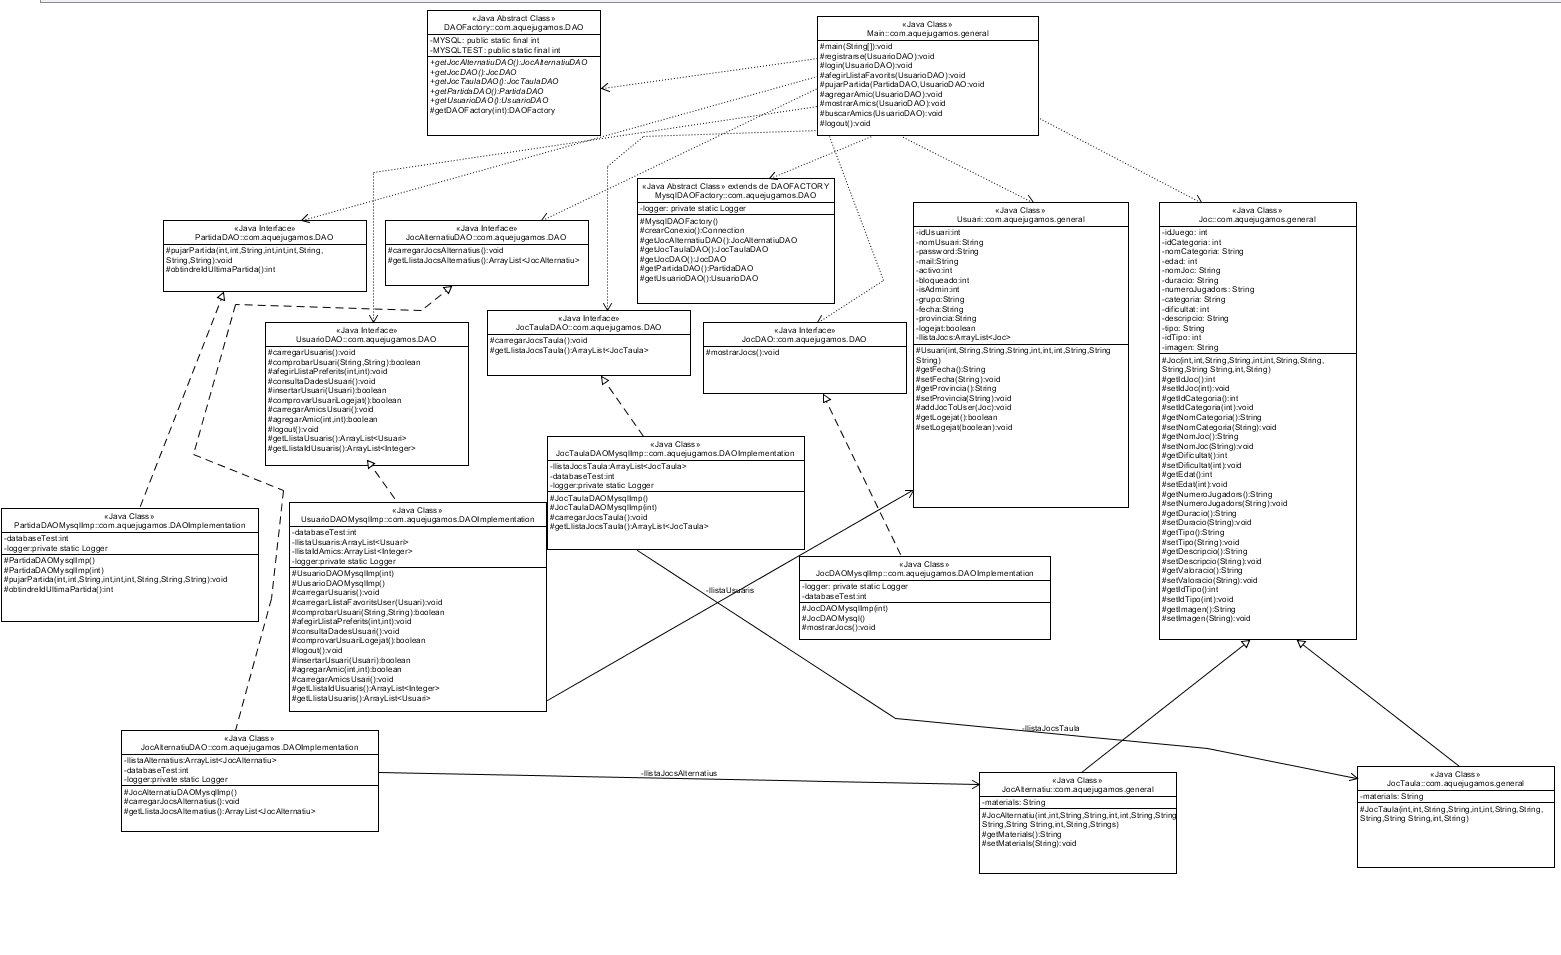 «Java Abstract Class»
DAOFactory::com.aquejugamos.DAO
-MYSQL: public static final int
-MYSQLTEST: public static final int
+getJocAlternatiuDAO():JocAlternatiuDAO
+getJocDAO():JocDAO
+getJocTaulaDAO():JocTaulaDAO
+getPartidaDAO():PartidaDAO
+getUsuarioDAO():UsuarioDAO
#getDAOFactory(int):DAOFactory
«Java Class»
Main::com.aquejugamos.general
#main(String[]):void
#registrarse(UsuarioDAO):void
#login(UsuarioDAO):void
#afegirLlistaFavorits(UsuarioDAO):void
#pujarPartida(PartidaDAO,UsuarioDAO:void
#agregarAmic(UsuarioDAO):void
#mostrarAmics(UsuarioDAO):void
#buscarAmics(UsuarioDAO):void
#logout():void
«Java Interface»
PartidaDAO::com.aquejugamos.DAO
#pujarPartida(int,int,String,int,int,int,String,
String,String):void
#obtindreIdUltimaPartida():int
«Java Interface»
JocAlternatiuDAO::com.aquejugamos.DAO
#carregarJocsAlternatius():void
#getLlistaJocsAlternatius():ArrayList<JocAlternatiu>
«Java Abstract Class» extends de DAOFACTORY
MysqlDAOFactory::com.aquejugamos.DAO
-logger: private static Logger
#MysqlDAOFactory()
#crearConexio():Connection
#getJocAlternatiuDAO():JocAlternatiuDAO
#getJocTaulaDAO():JocTaulaDAO
#getJocDAO():JocDAO
#getPartidaDAO():PartidaDAO
#getUsuarioDAO():UsuarioDAO
«Java Class»
Usuari::com.aquejugamos.general
-idUsuari:int
-nomUsuari:String
-password:String
-mail:String
-activo:int
-bloqueado:int
-isAdmin:int
-grupo:String
-fecha:String
-provincia:String
-logejat:boolean
-llistaJocs:ArrayList<Joc>
#Usuari(int,String,String,String,int,int,int,String,String
String)
#getFecha():String
#setFecha(String):void
#getProvincia():String
#setProvincia(String):void
#addJocToUser(Joc):void
#getLogejat():boolean
#setLogejat(boolean):void
«Java Class»
Joc::com.aquejugamos.general
-idJuego: int
-idCategoria: int
-nomCategoria: String
-edad: int
-nomJoc: String
-duracio: String
-numeroJugadors: String
-categoria: String
-dificultat: int
-descripcio: String
-tipo: String
-idTipo: int
-imagen: String
#Joc(int,int,String,String,int,int,String,String,
String,String String,int,String)
#getIdJoc():int
#setIdJoc(int):void
#getIdCategoria():int
#setIdCategoria(int):void
#getNomCategoria():String
#setNomCategoria(String):void
#getNomJoc():String
#setNomJoc(String):void
#getDificultat():int
#setDificultat(int):void
#getEdat():int
#setEdat(int):void
#getNumeroJugadors():String
#setNumeroJugadors(String):void
#getDuracio():String
#setDuracio(String):void
#getTipo():String
#setTipo(String):void
#getDescripcio():String
#setDescripcio(String):void
#getValoracio():String
#setValoracio(String):void
#getIdTipo():int
#setIdTipo(int):void
#getImagen():String
#setImagen(String):void
«Java Interface»
UsuarioDAO::com.aquejugamos.DAO
#carregarUsuaris():void
#comprobarUsuari(String,String):boolean
#afegirLlistaPreferits(int,int):void
#consultaDadesUsuari():void
#insertarUsuari(Usuari):boolean
#comprovarUsuariLogejat():boolean
#carregarAmicsUsuari():void
#agregarAmic(int,int):boolean
#logout():void
#getLlistaUsuaris():ArrayList<Usuari>
#getLlistaIdUsuaris():ArrayList<Integer>
«Java Interface»
JocTaulaDAO::com.aquejugamos.DAO
#carregarJocsTaula():void
#getLlistaJocsTaula():ArrayList<JocTaula>
«Java Interface»
JocDAO::com.aquejugamos.DAO
#mostrarJocs():void
«Java Class»
JocTaulaDAOMysqlImp::com.aquejugamos.DAOImplementation
-llistaJocsTaula:ArrayList<JocTaula>
-databaseTest:int
-logger:private static Logger
#JocTaulaDAOMysqlImp()
#JocTaulaDAOMysqlImp(int)
#carregarJocsTaula():void
#getLlistaJocsTaula():ArrayList<JocTaula>
«Java Class»
PartidaDAOMysqlImp::com.aquejugamos.DAOImplementation
-databaseTest:int
-logger:private static Logger
#PartidaDAOMysqlImp()
#PartidaDAOMysqlImp(int)
#pujarPartida(int,int,String,int,int,int,String,String,String):void
#obtindreIdUltimaPartida():int
«Java Class»
UsuarioDAOMysqlImp::com.aquejugamos.DAOImplementation
-databaseTest:int
-llistaUsuaris:ArrayList<Usuari>
-llistaIdAmics:ArrayList<Integer>
-logger:private static Logger
#UsuarioDAOMysqlImp(int)
#UusarioDAOMysqlImp()
#carregarUsuaris():void
#carregarLlistaFavoritsUser(Usuari):void
#comprobarUsuari(String,String):boolean
#afegirLlistaPreferits(int,int):void
#consultaDadesUsuari():void
#comprovarUsuariLogejat():boolean
#logout():void
#insertarUsuari(Usuari):boolean
#agregarAmic(int,int):boolean
#carregarAmicsUsari():void
#getLlistaIdUsuaris():ArrayList<Integer>
#getLlistaUsuaris():ArrayList<Usuari>
«Java Class»
JocDAOMysqlImp::com.aquejugamos.DAOImplementation
-logger: private static Logger
-databaseTest:int
#JocDAOMysqlImp(int)
#JocDAOMysql()
#mostrarJocs():void
-llistaUsuaris
-llistaJocsTaula
-llistaJocsAlternatius
«Java Class»
JocAlternatiuDAO::com.aquejugamos.DAOImplementation
-llistaAlternatius:ArrayList<JocAlternatiu>
-databaseTest:int
-logger:private static Logger
#JocAlternatiuDAOMysqlImp()
#carregarJocsAlternatius():void
#getLlistaJocsAlternatius():ArrayList<JocAlternatiu>
«Java Class»
JocAlternatiu::com.aquejugamos.general
-materials: String
#JocAlternatiu(int,int,String,String,int,int,String,String
String,String String,int,String,Strings)
#getMaterials():String
#setMaterials(String):void
«Java Class»
JocTaula::com.aquejugamos.general
-materials: String
#JocTaula(int,int,String,String,int,int,String,String,
String,String String,int,String)